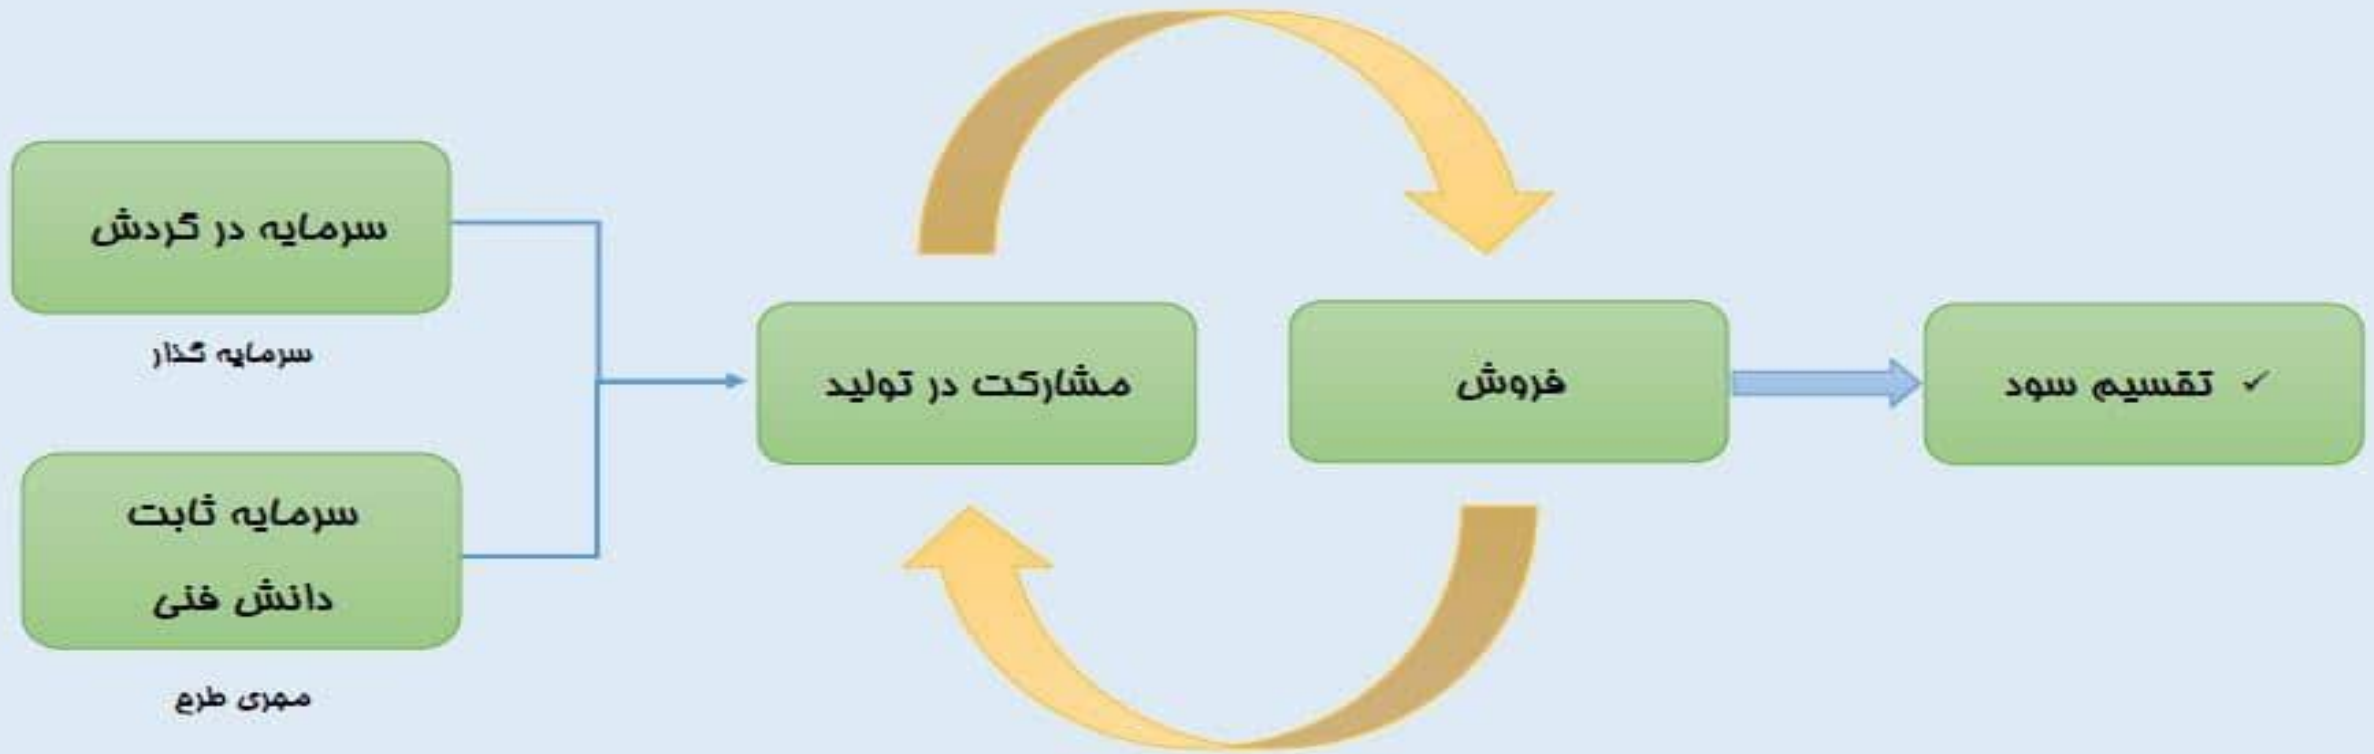 سرمایه در گردش
سرمایه گذار
سرمایه ثابت
دانش فنی
مجری طرح
مشارکت در تولید
فروش
✓ تقسیم سود